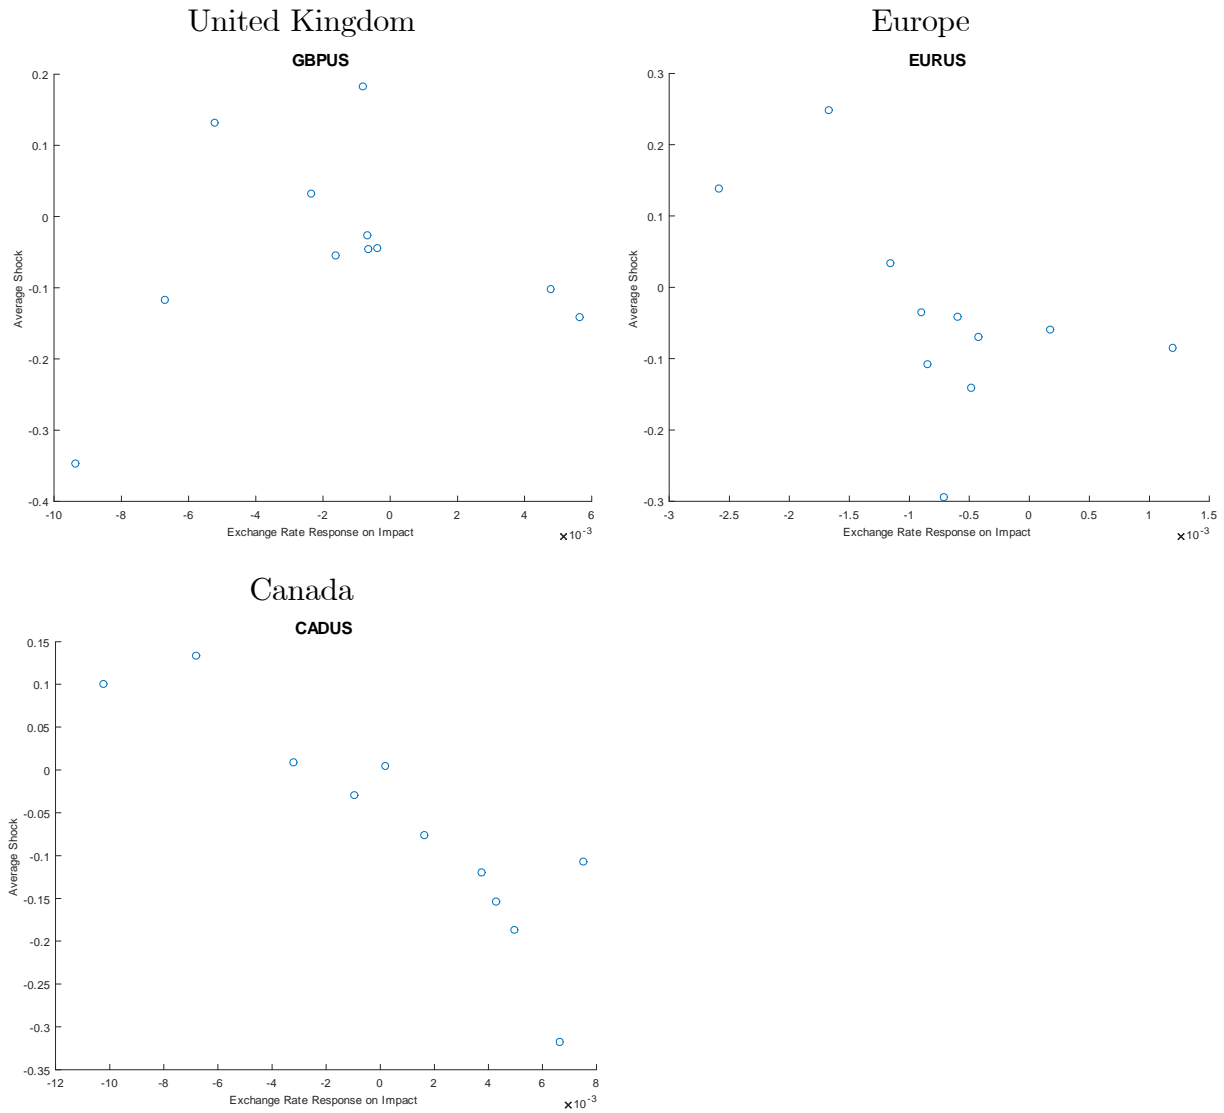 United Kingdom
GBPUS
0.2
0.1
0
-0.1
-0.2
-0.3
-0.4
Average Shock
-10 -8 -6 -4 -2 0 2 4 6
Exchange Rate Response on Impact
×10-3
Europe
EURUS
0.3
0.2
0.1
0
-0.1
-0.2
-0.3
Average Shock
-3 -2.5 -2 -1.5 -1 -0.5 0 0.5 1 1.5
Exchange Rate Response on Impact
×10-3
Canada
CADUS
0.15
0.1
0.05
0
-0.05
-0.1
-0.15
-0.2
-0.25
-0.3
-0.35
Average Shock
-12 -10 -8 -6 -4 -2 0 2 4 6 8
Exchange Rate Response on Impact
×10-3